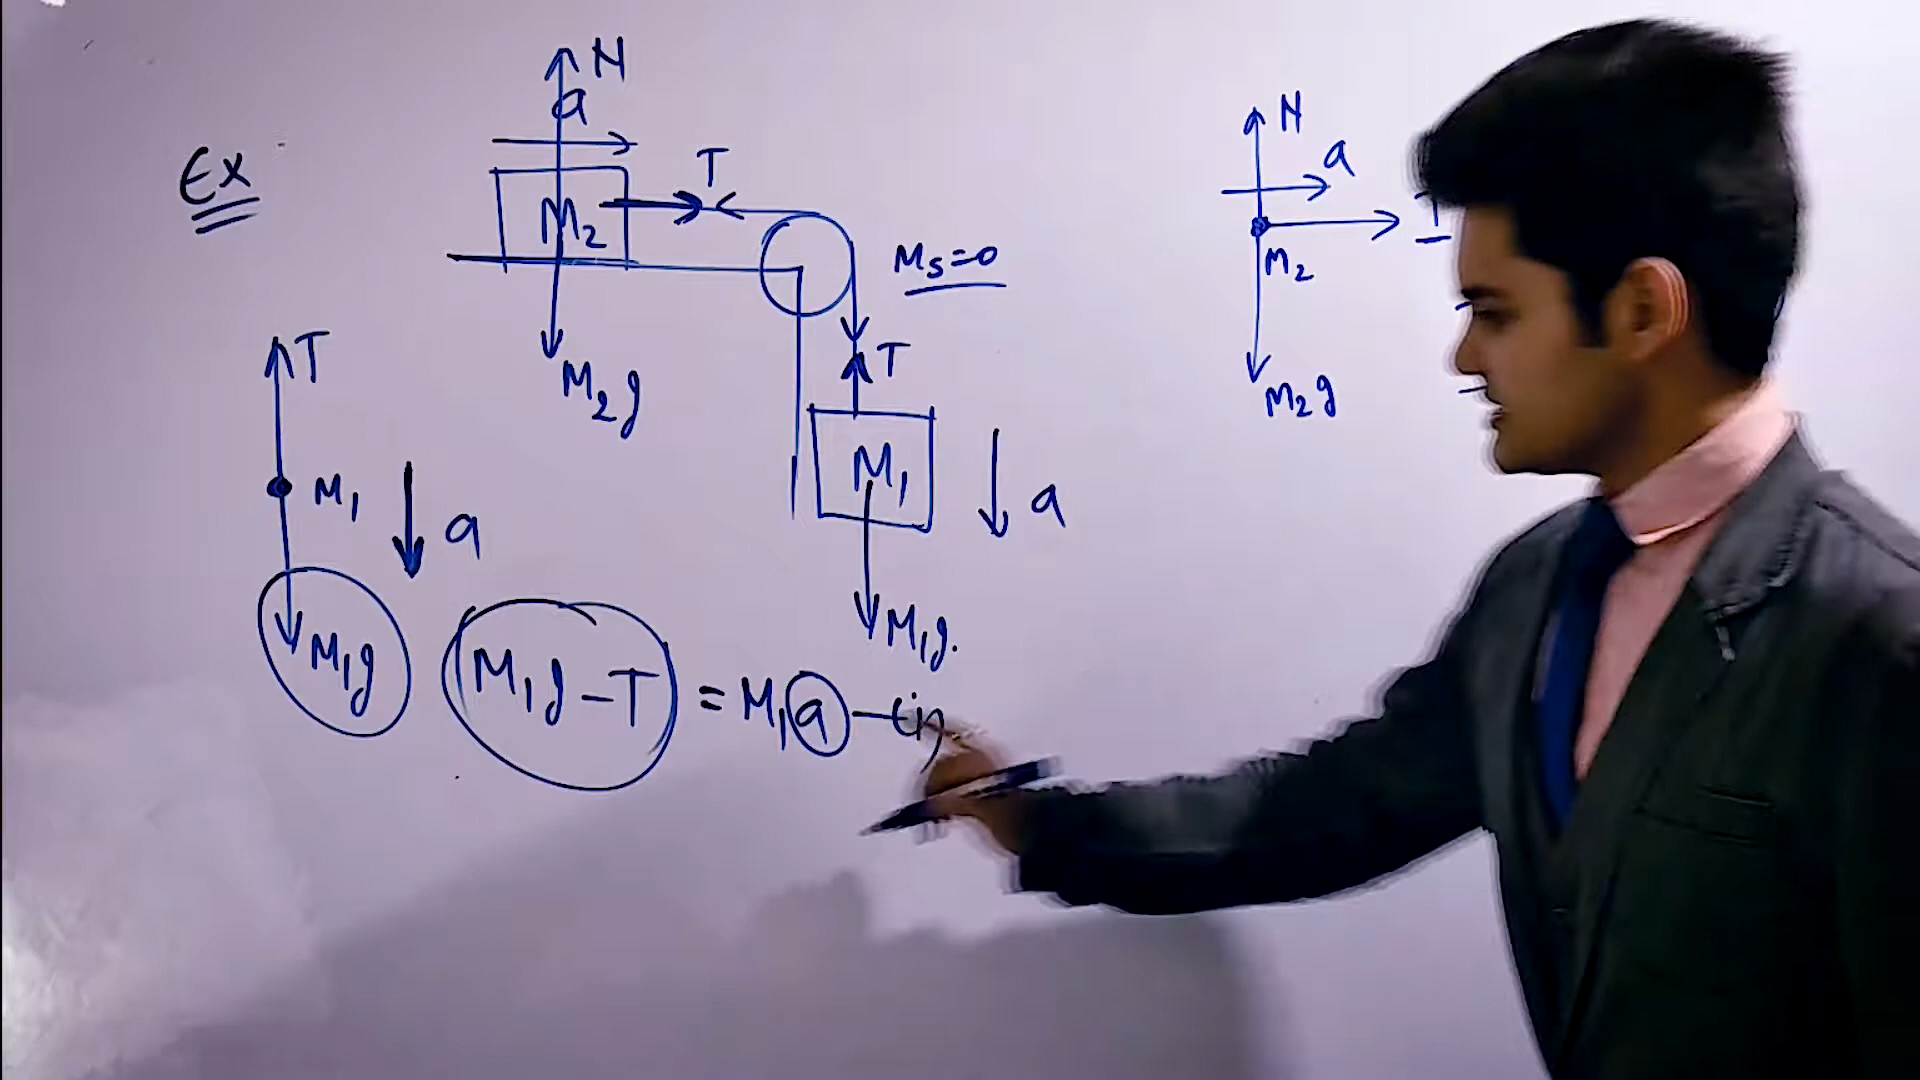 Ex
N
a
T
M₂
M₂g
Ms=0
T
M₁
a
M₁g.
N
a
T
M₂
M₂g
T
M₁
a
M₁g
M₁g-T = M₁a -(i)